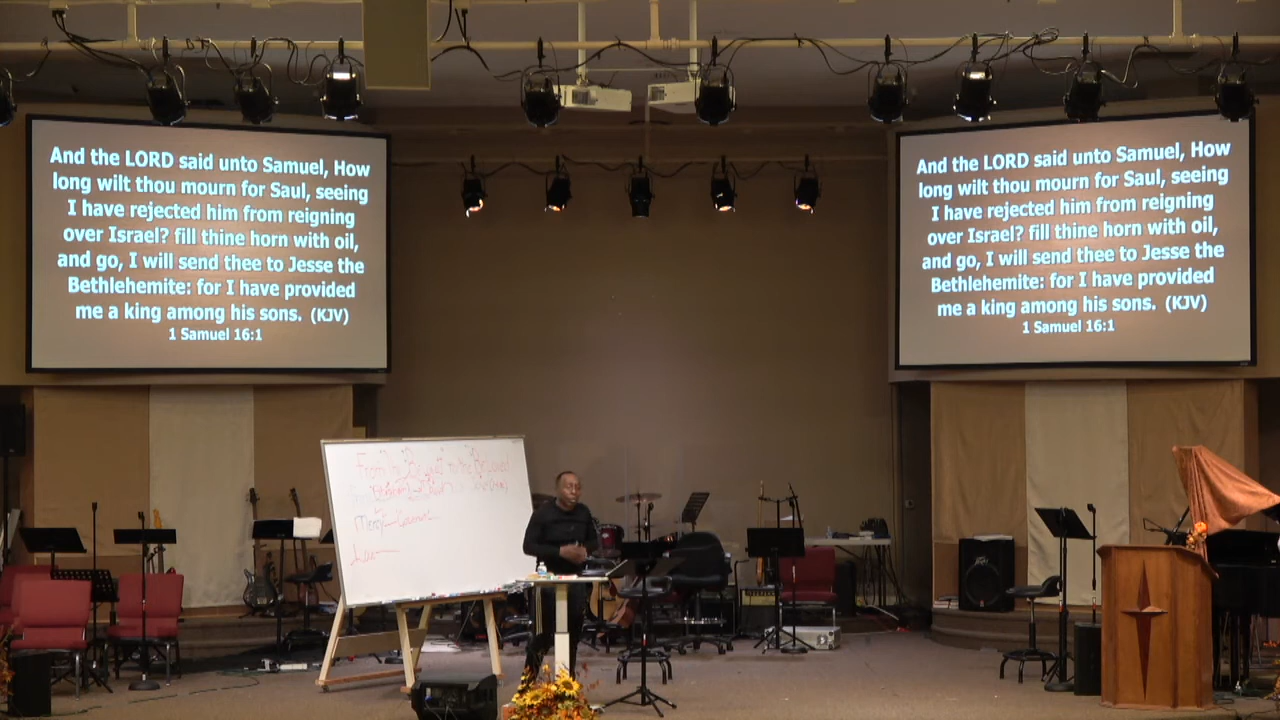 And the LORD said unto Samuel, How
long wilt thou mourn for Saul, seeing
I have rejected him from reigning
over Israel? fill thine horn with oil,
and go, I will send thee to Jesse the
Bethlehemite: for I have provided
me a king among his sons. (KJV)
1 Samuel 16:1
And the LORD said unto Samuel, How
long wilt thou mourn for Saul, seeing
I have rejected him from reigning
over Israel? fill thine horn with oil,
and go, I will send thee to Jesse the
Bethlehemite: for I have provided
me a king among his sons. (KJV)
1 Samuel 16:1
From to the
Mercy
Law